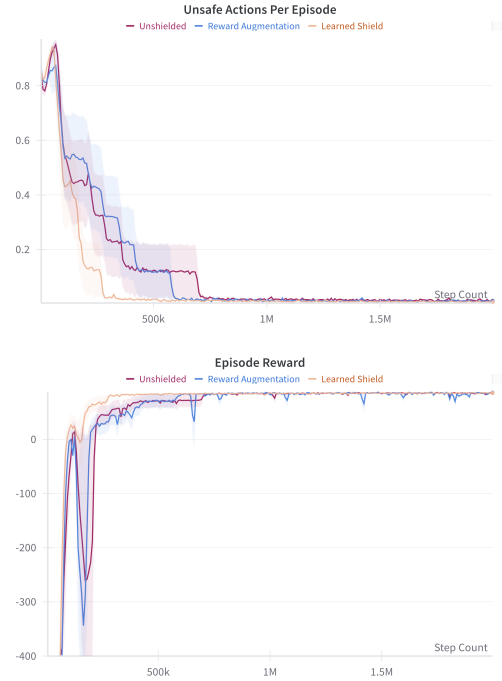 Unsafe Actions Per Episode
Unshielded Reward Augmentation Learned Shield
0.8
0.6
0.4
0.2
Step Count
500k 1M 1.5M
Episode Reward
Unshielded Reward Augmentation Learned Shield
0
-100
-200
-300
-400
Step Count
500k 1M 1.5M